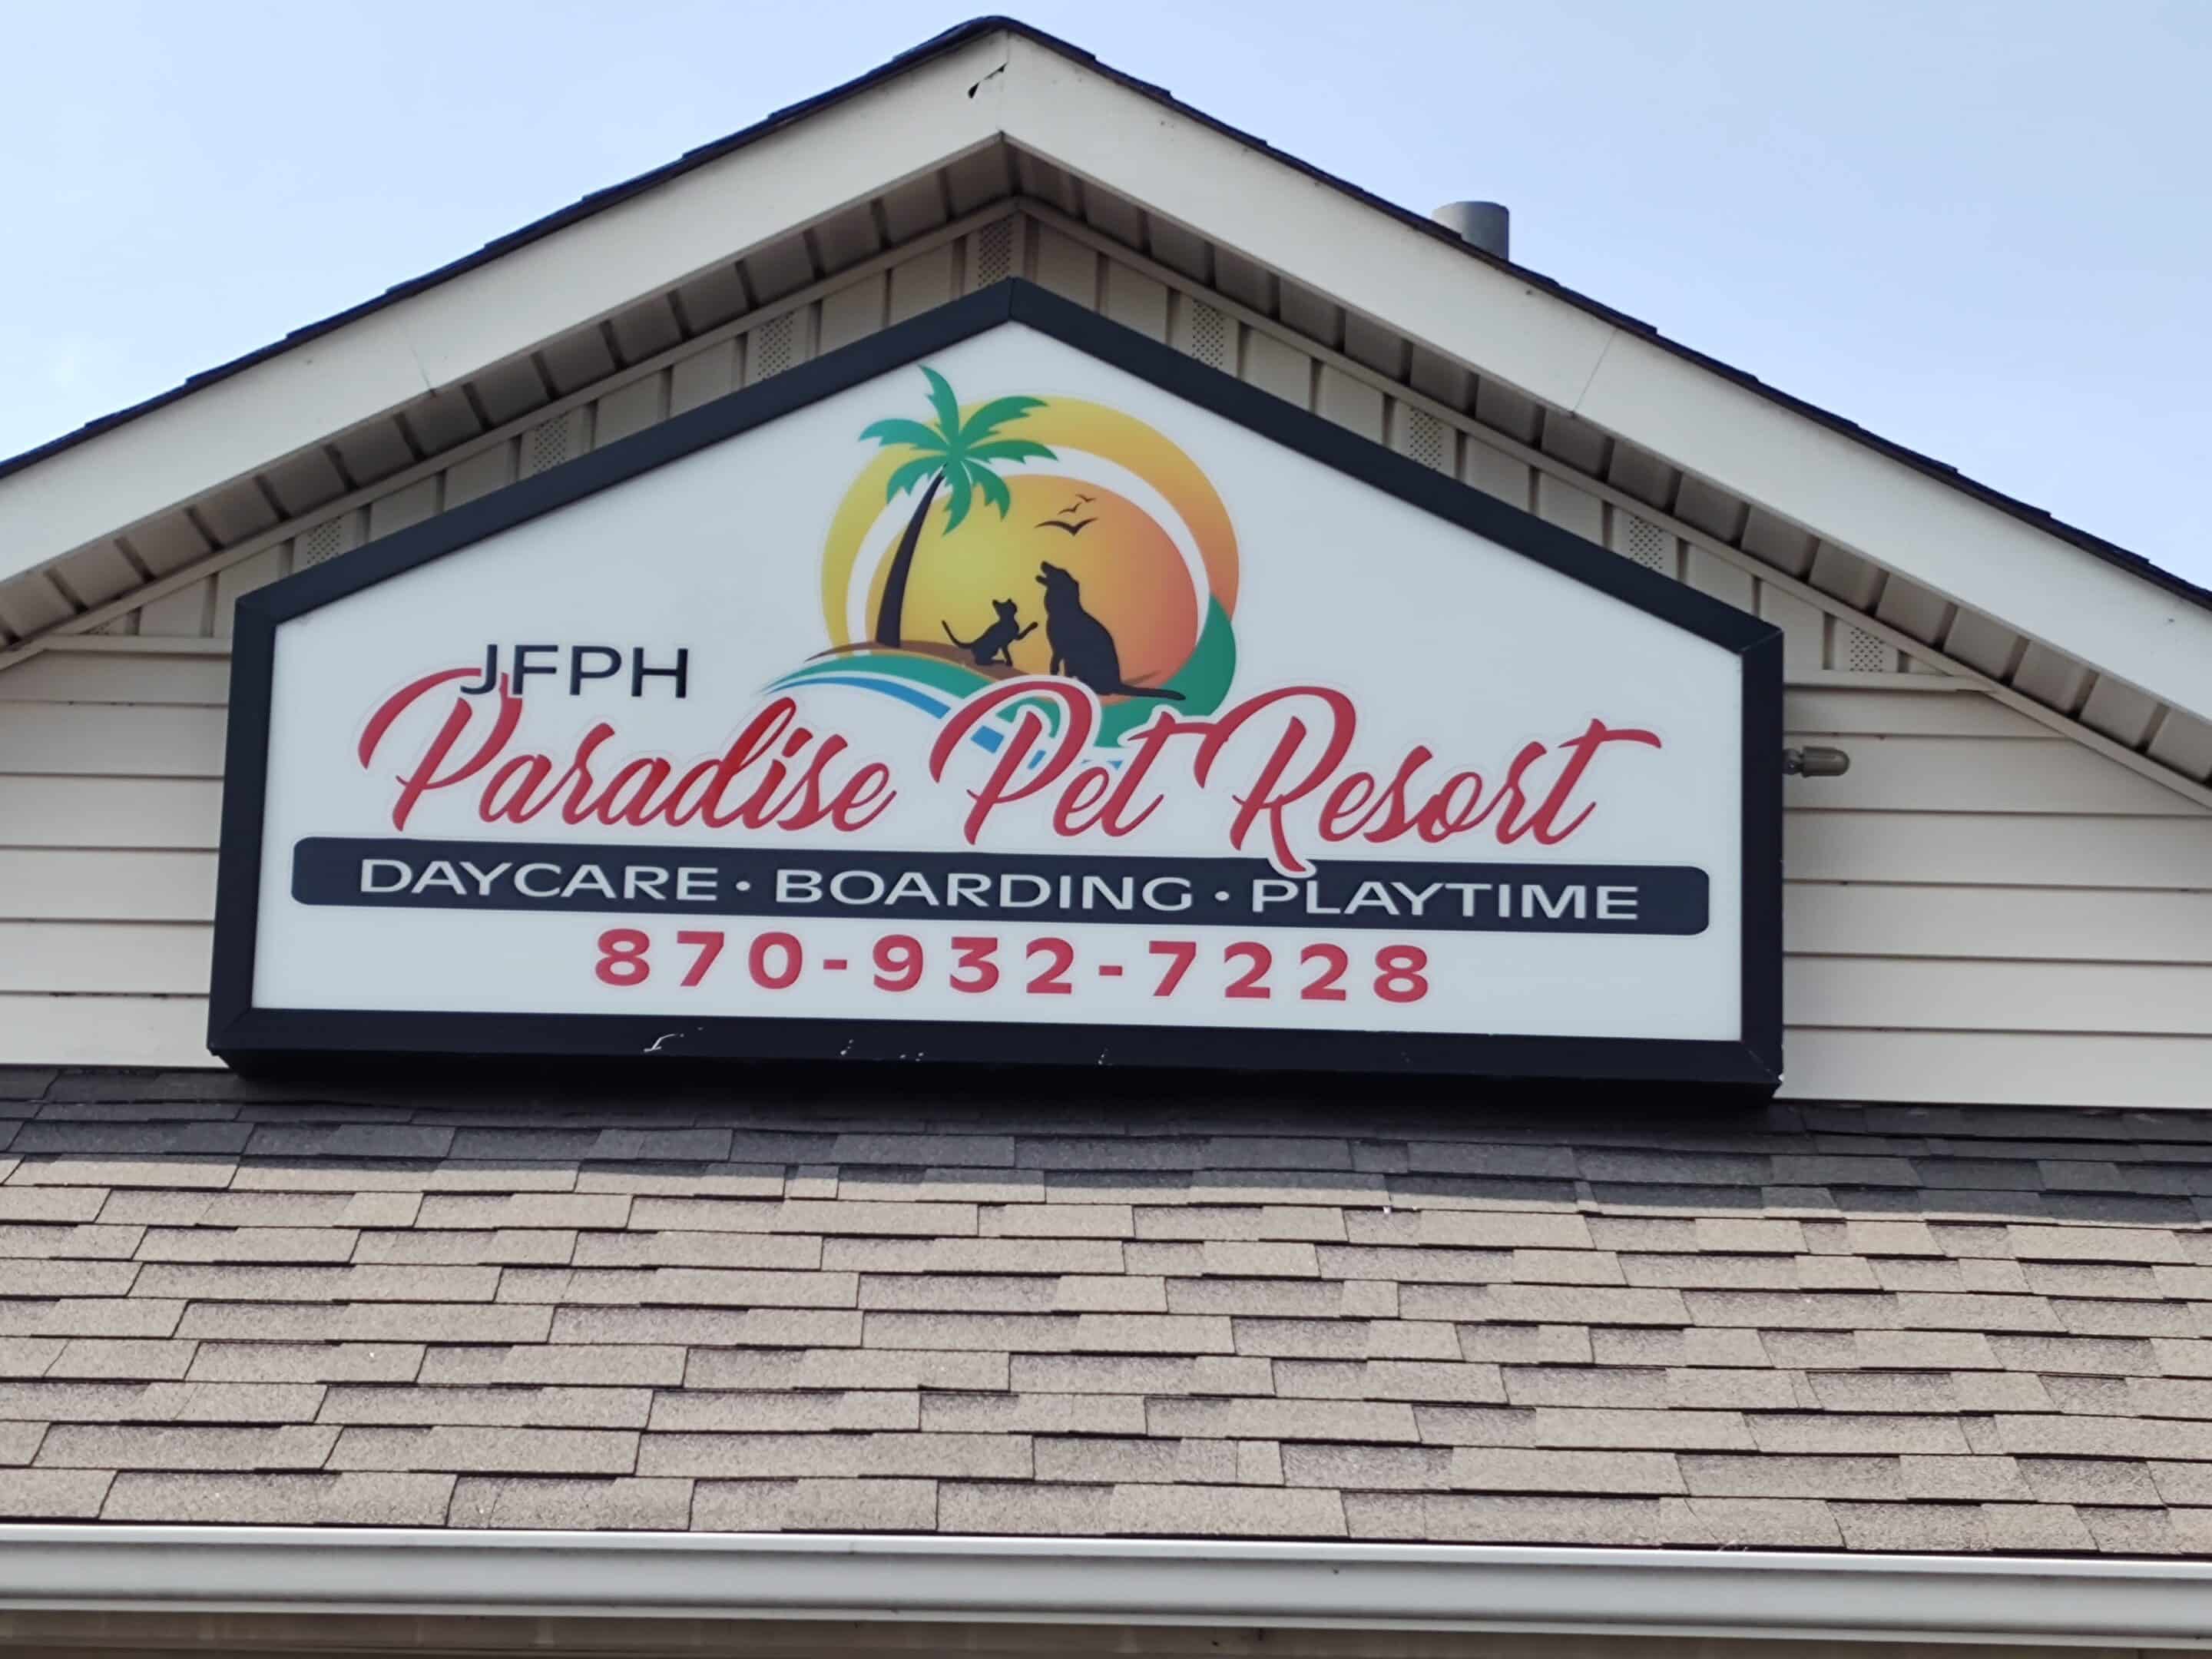 JFPH
Paradise Pet Resort
DAYCARE • BOARDING • PLAYTIME
870-932-7228